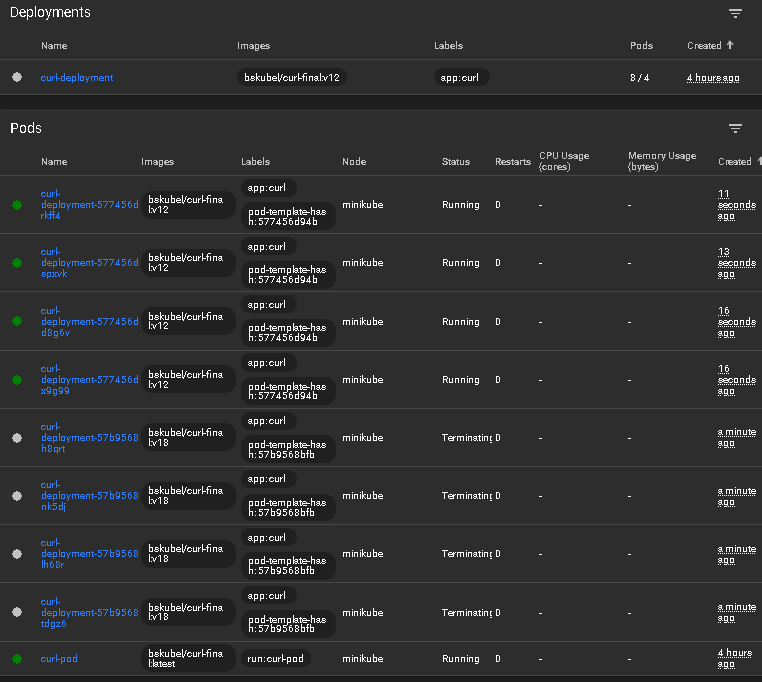 Deployments
Name Images Labels Pods Created ↑
curl-deployment bskubel/curl-final:v12 app:curl 3 / 4 4 hours ago
Pods
Name Images Labels Node Status Restarts CPU Usage (cores) Memory Usage (bytes) Created ↑
curl-
deployment-577456d
rkff4
bskubel/curl-fina
l:v12
app:curl
pod-template-has
h:577456d94b
minikube Running 0 - -
11
seconds
ago
curl-
deployment-577456d
spxvk
bskubel/curl-fina
l:v12
app:curl
pod-template-has
h:577456d94b
minikube Running 0 - -
13
seconds
ago
curl-
deployment-577456d
d8g6v
bskubel/curl-fina
l:v12
app:curl
pod-template-has
h:577456d94b
minikube Running 0 - -
16
seconds
ago
curl-
deployment-577456d
x9g99
bskubel/curl-fina
l:v12
app:curl
pod-template-has
h:577456d94b
minikube Running 0 - -
16
seconds
ago
curl-
deployment-57b9568
h8qrt
bskubel/curl-fina
l:v13
app:curl
pod-template-has
h:57b9568bfb
minikube Terminating 0 - -
a minute
ago
curl-
deployment-57b9568
nk5dj
bskubel/curl-fina
l:v13
app:curl
pod-template-has
h:57b9568bfb
minikube Terminating 0 - -
a minute
ago
curl-
deployment-57b9568
lh68r
bskubel/curl-fina
l:v13
app:curl
pod-template-has
h:57b9568bfb
minikube Terminating 0 - -
a minute
ago
curl-
deployment-57b9568
tdgz6
bskubel/curl-fina
l:v13
app:curl
pod-template-has
h:57b9568bfb
minikube Terminating 0 - -
a minute
ago
curl-pod
bskubel/curl-fina
l:latest
run:curl-pod
minikube Running 0 - -
4 hours
ago